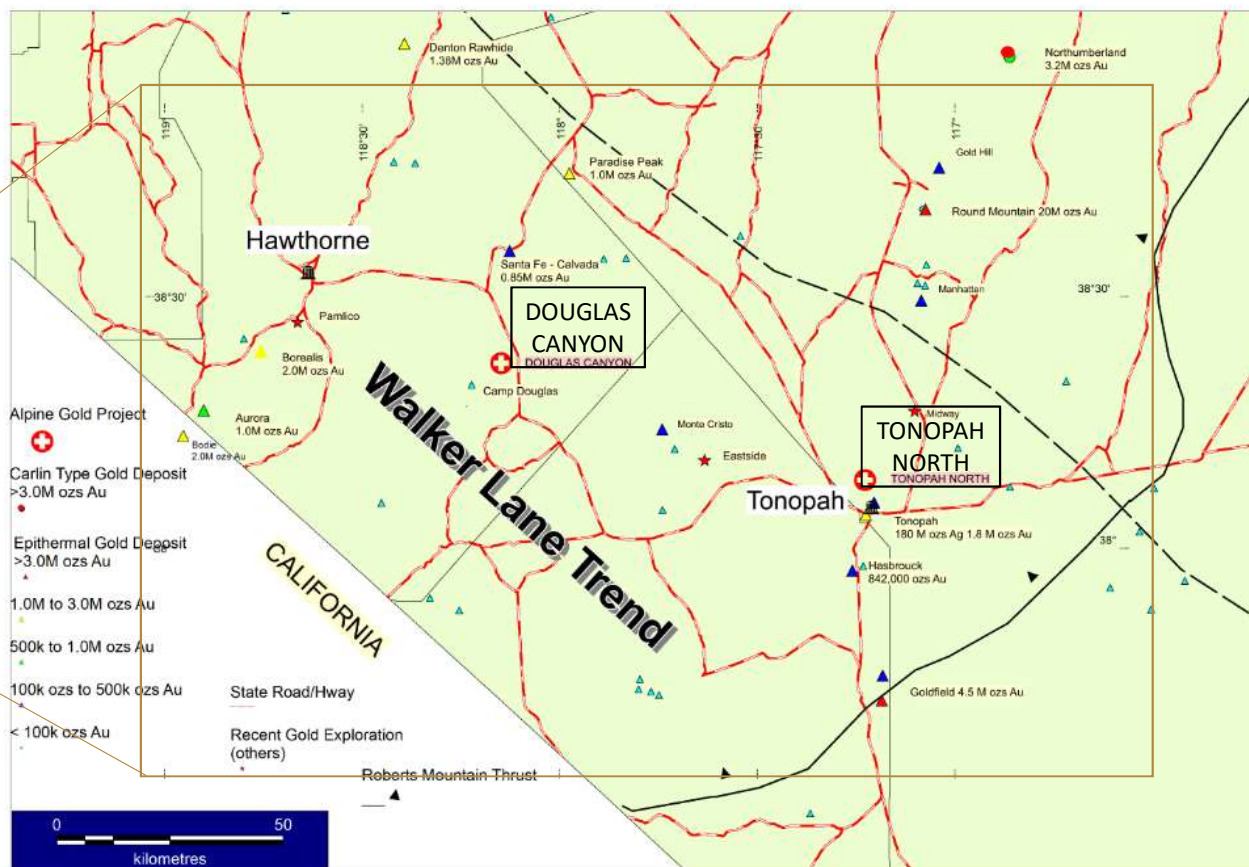 Denton Rawhide
1.38M ozs Au
Northumberland
3.2M ozs Au
119°
118°30'
118°
117°30'
117°
Paradise Peak
1.0M ozs Au
Gold Hill
Round Mountain 20M ozs Au
Hawthorne
Santa Fe - Calvada
0.85M ozs Au
38°30'
Manhattan
38°30'
Pamlico
DOUGLAS
CANYON
DOUGLAS CANYON
Borealis
2.0M ozs Au
Camp Douglas
Walker Lane Trend
Aurora
1.0M ozs Au
Bodie
2.0M ozs Au
Midway
Monte Cristo
TONOPAH
NORTH
TONOPAH NORTH
Eastside
Tonopah
Tonopah
180 M ozs Ag 1.8 M ozs Au
38°
Hasbrouck
842,000 ozs Au
CALIFORNIA
Goldfield 4.5 M ozs Au
Alpine Gold Project
Carlin Type Gold Deposit
>3.0M ozs Au
Epithermal Gold Deposit
>3.0M ozs Au
38°
1.0M to 3.0M ozs Au
500k to 1.0M ozs Au
100k ozs to 500k ozs Au
< 100k ozs Au
State Road/Hway
Recent Gold Exploration
(others)
Roberts Mountain Thrust
0 50
kilometres